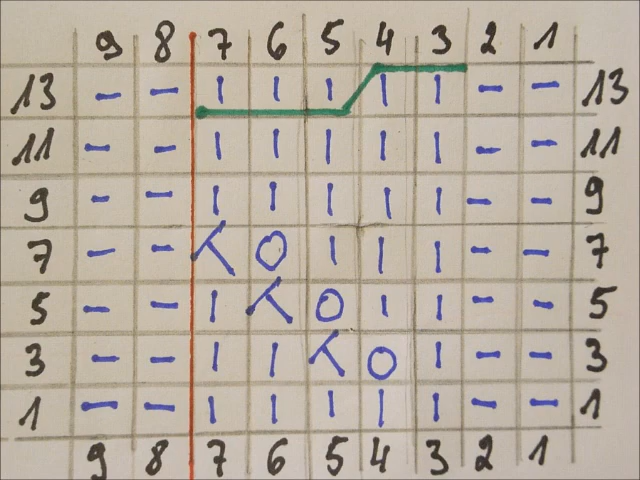 9 8 7 6 5 4 3 2 1
13 – – I I I I I – – 13
11 – – I I I I I – – 11
9 – – I I I I I – – 9
7 – – λ O I I I – – 7
5 – – I λ O I I – – 5
3 – – I I λ O I – – 3
1 – – I I I I I – – 1
9 8 7 6 5 4 3 2 1